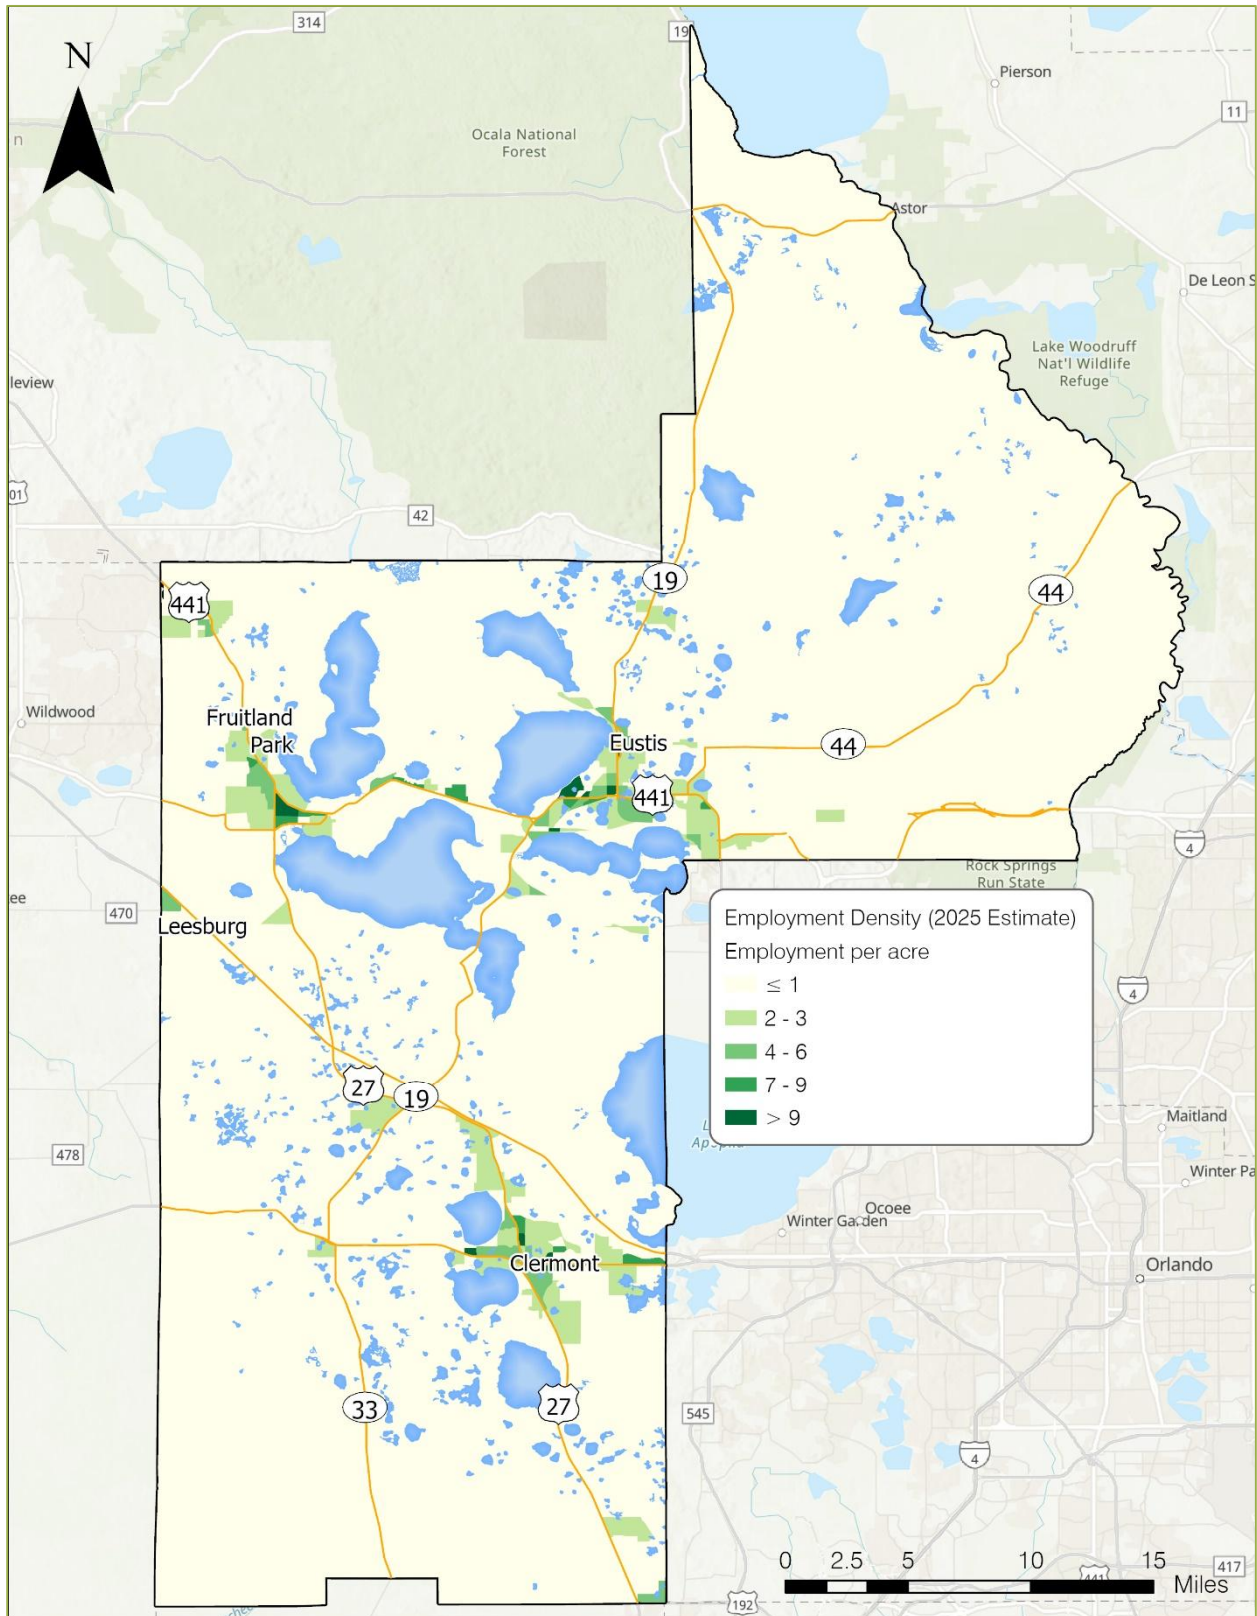 314
19
N
Pierson
11
Ocala National
Forest
n
Astor
De Leon S
Lake Woodruff
Nat'l Wildlife
Refuge
leview
01
42
19
44
441
Wildwood
Fruitland
Park
Eustis
44
441
4
Rock Springs
Run State
ee
470
Leesburg
Employment Density (2025 Estimate)
Employment per acre
≤ 1
2 - 3
4 - 6
7 - 9
> 9
4
27
19
Maitland
478
Winter Pa
Ocoee
Winter Garden
Clermont
Orlando
33
27
545
4
0 2.5 5 10 15
Miles
417
441
192